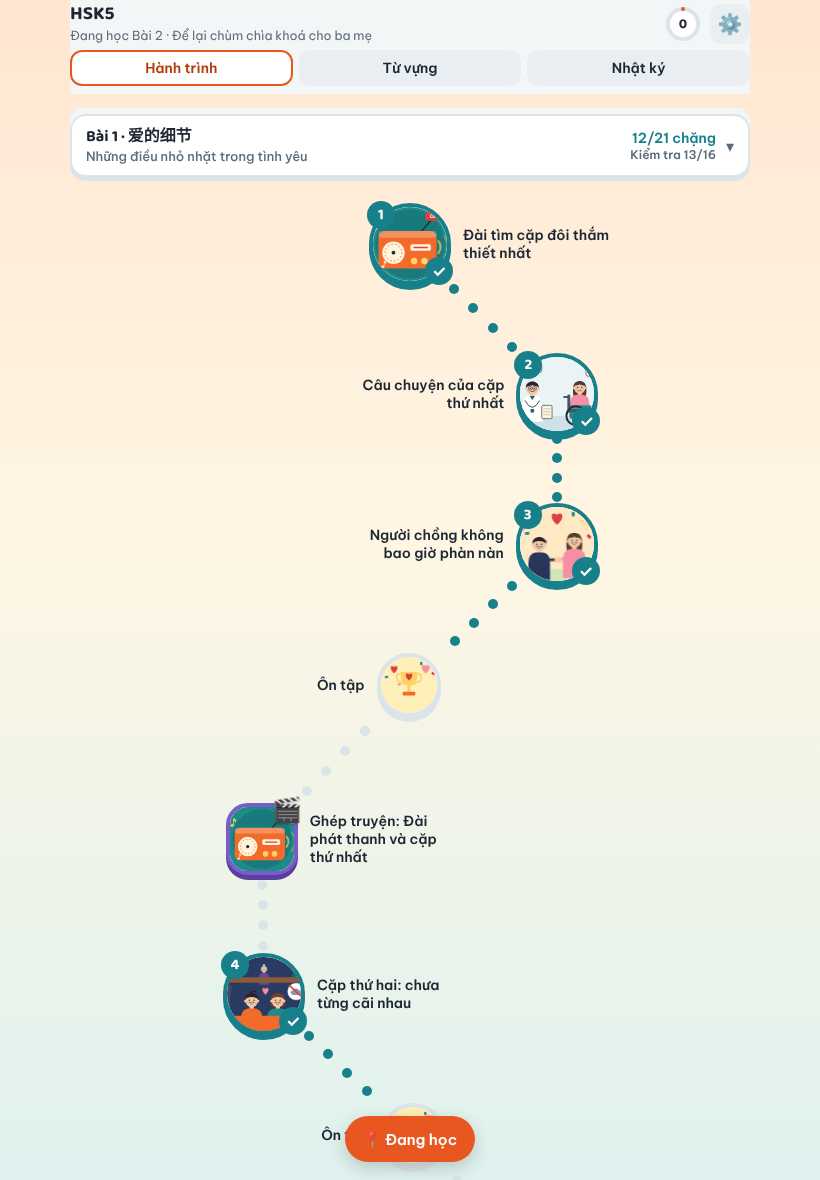 HSK5
Đang học Bài 2 · Để lại chùm chìa khoá cho ba mẹ
0
Hành trình
Từ vựng
Nhật ký
Bài 1 · 爱的细节
Những điều nhỏ nhặt trong tình yêu
12/21 chặng
Kiểm tra 13/16
1
Đài tìm cặp đôi thắm
thiết nhất
2
Câu chuyện của cặp
thứ nhất
3
Người chồng không
bao giờ phàn nàn
Ôn tập
Ghép truyện: Đài
phát thanh và cặp
thứ nhất
4
Cặp thứ hai: chưa
từng cãi nhau
Ôn
Đang học